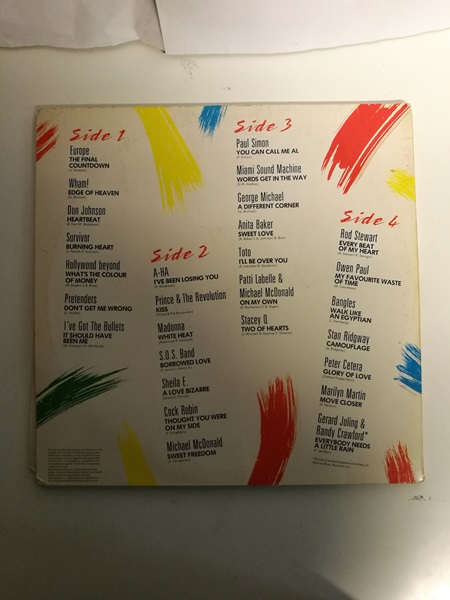 Side 1
Europe
THE FINAL
COUNTDOWN
Wham!
EDGE OF HEAVEN
Don Johnson
HEARTBEAT
Survivor
BURNING HEART
Hollywood beyond
WHAT'S THE COLOUR
OF MONEY
Pretenders
DON'T GET ME WRONG
I've Got The Bullets
IT SHOULD HAVE
BEEN ME
Side 2
A-HA
I'VE BEEN LOSING YOU
Prince & The Revolution
KISS
Madonna
WHITE HEAT
S.O.S. Band
BORROWED LOVE
Sheila E.
A LOVE BIZARRE
Cock Robin
THOUGHT YOU WERE
ON MY SIDE
Michael McDonald
SWEET FREEDOM
Side 3
Paul Simon
YOU CAN CALL ME AL
Miami Sound Machine
WORDS GET IN THE WAY
George Michael
A DIFFERENT CORNER
Anita Baker
SWEET LOVE
Toto
I'LL BE OVER YOU
Patti Labelle &
Michael McDonald
ON MY OWN
Stacey Q
TWO OF HEARTS
Side 4
Rod Stewart
EVERY BEAT
OF MY HEART
Owen Paul
MY FAVOURITE WASTE
OF TIME
Bangles
WALK LIKE
AN EGYPTIAN
Stan Ridgway
CAMOUFLAGE
Peter Cetera
GLORY OF LOVE
Marilyn Martin
MOVE CLOSER
Gerard Joling &
Randy Crawford*
EVERYBODY NEEDS
A LITTLE RAIN